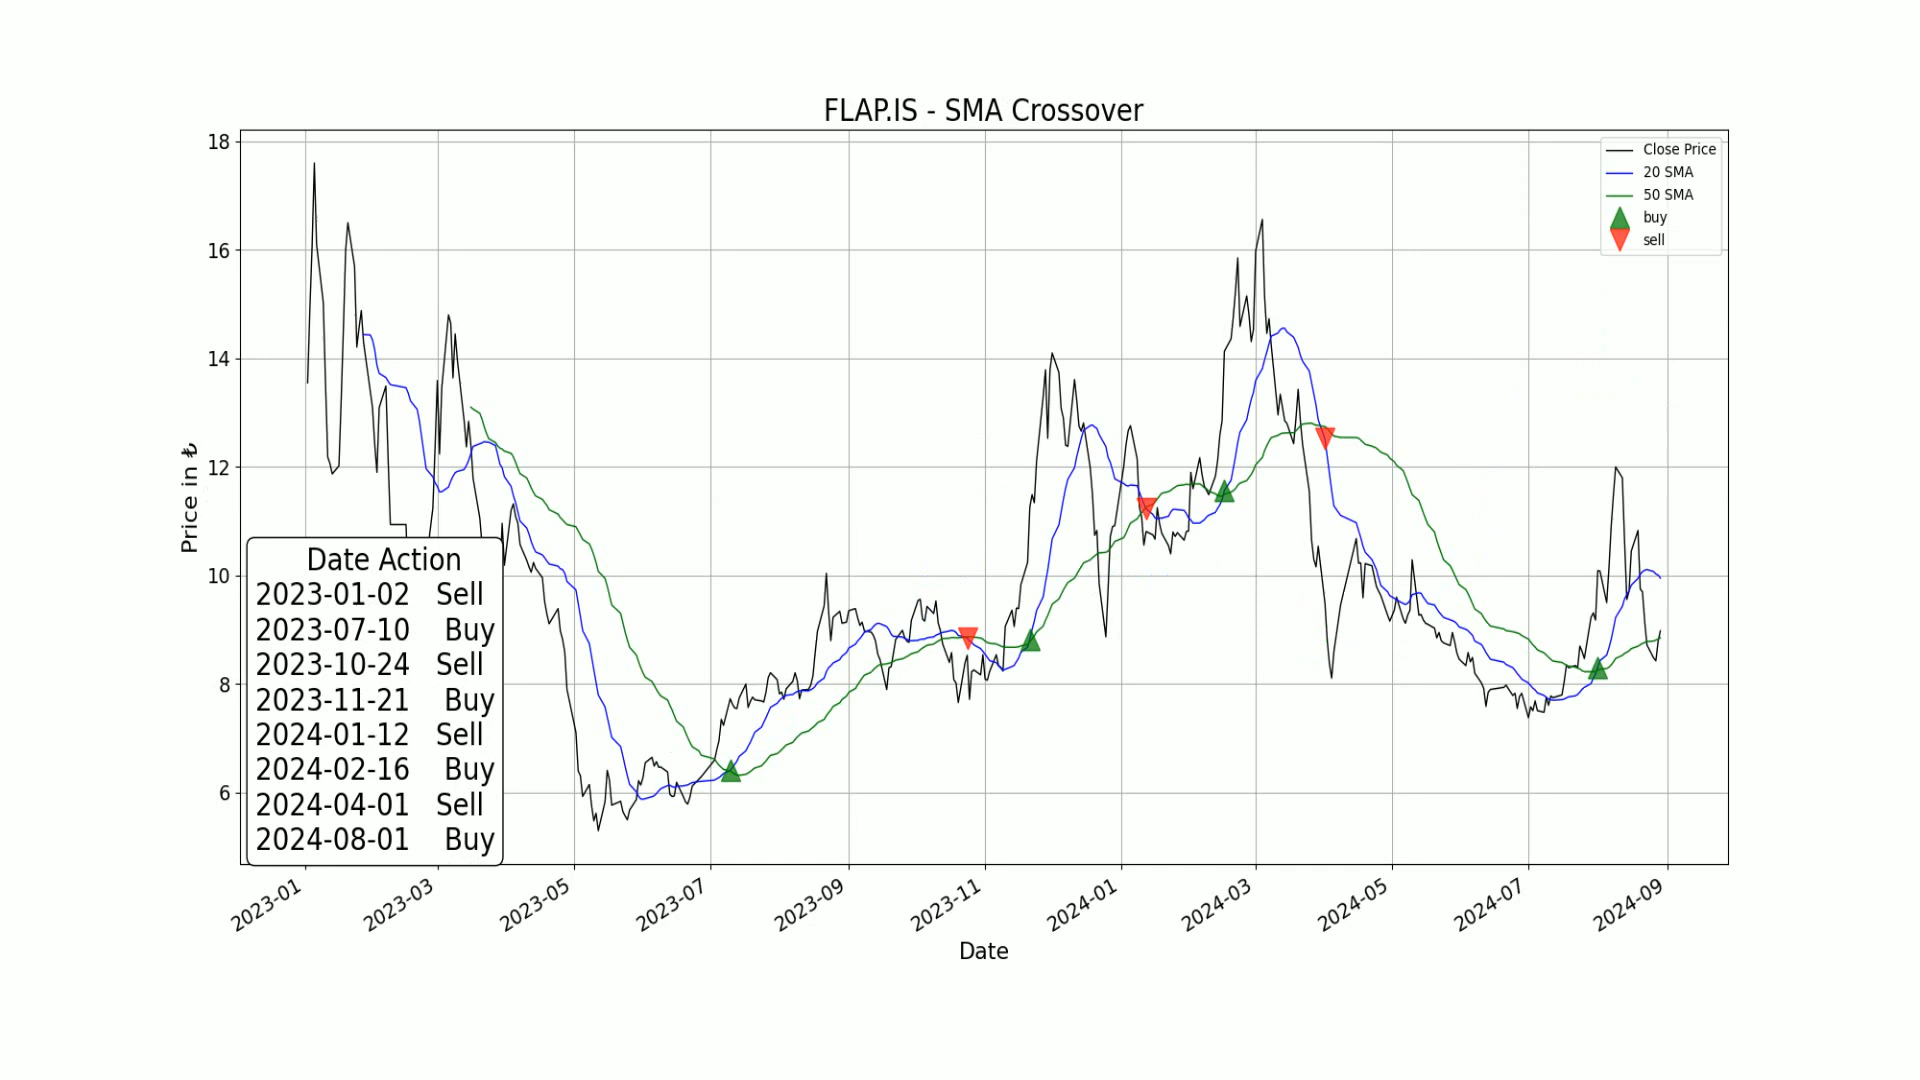 FLAP.IS - SMA Crossover
18
16
14
12
10
8
6
Price in ₺
Close Price
20 SMA
50 SMA
buy
sell
Date Action
2023-01-02 Sell
2023-07-10 Buy
2023-10-24 Sell
2023-11-21 Buy
2024-01-12 Sell
2024-02-16 Buy
2024-04-01 Sell
2024-08-01 Buy
2023-01
2023-03
2023-05
2023-07
2023-09
2023-11
2024-01
2024-03
2024-05
2024-07
2024-09
Date